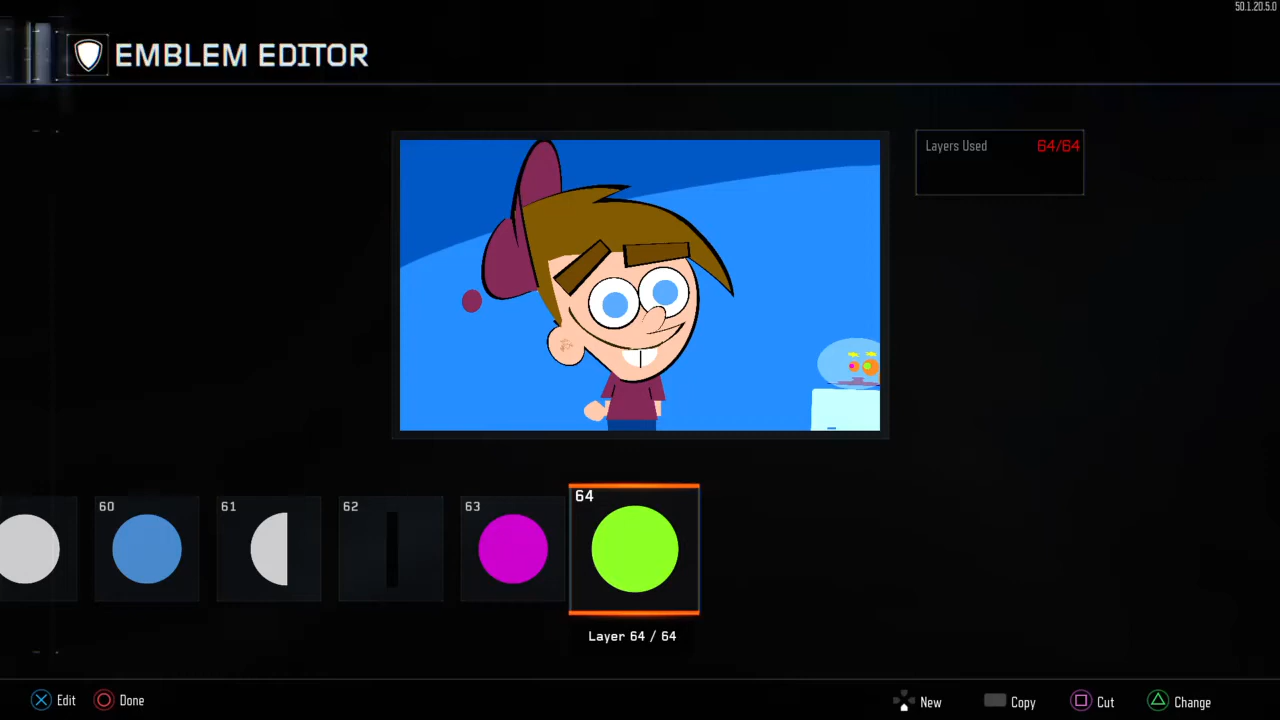 50.1.20.5.0
EMBLEM EDITOR
Layers Used 64/64
60 61 62 63 64
Layer 64 / 64
Edit Done New Copy Cut Change